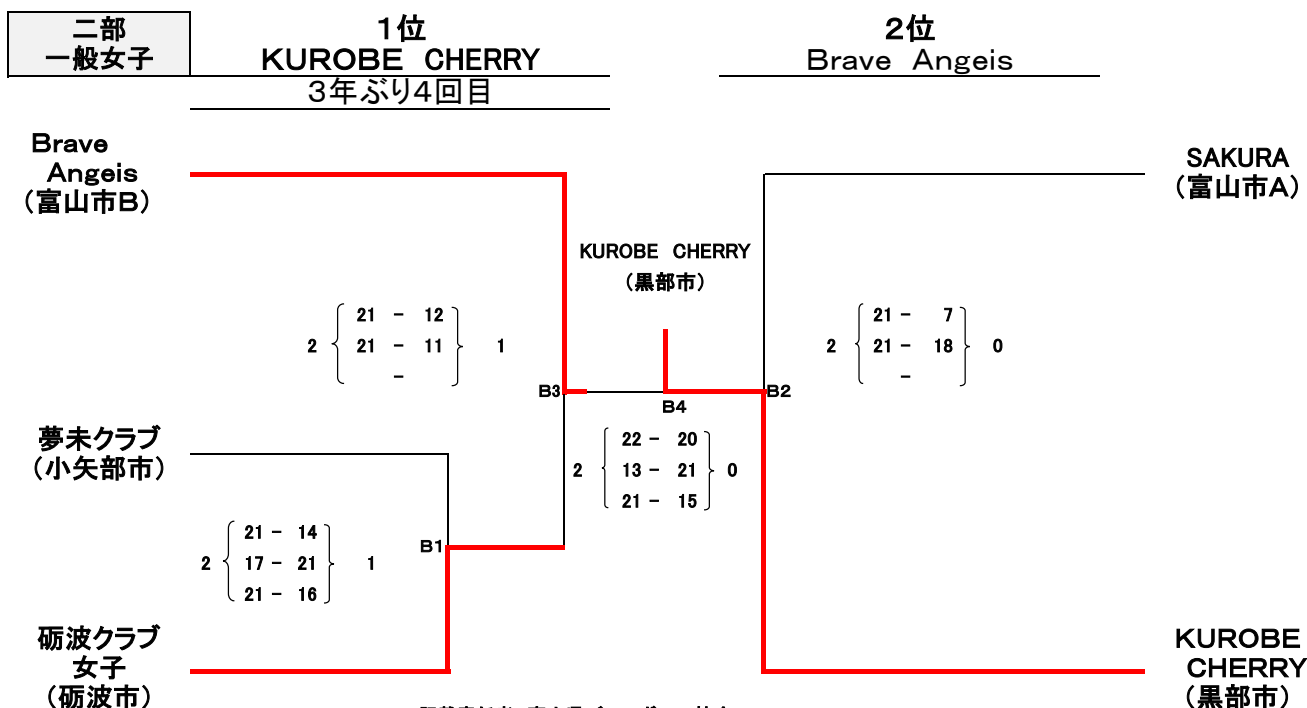 二部
一般女子
1位
KUROBE CHERRY
3年ぶり4回目
2位
Brave Angeis
Brave
Angeis
(富山市B)
SAKURA
(富山市A)
KUROBE CHERRY
(黒部市)
21 - 12
2 21 - 11 1
-
21 - 7
2 21 - 18 0
-
B3
B2
B4
夢未クラブ
(小矢部市)
22 - 20
2 13 - 21 0
21 - 15
21 - 14
2 17 - 21 1
21 - 16
B1
砺波クラブ
女子
(砺波市)
KUROBE
CHERRY
(黒部市)